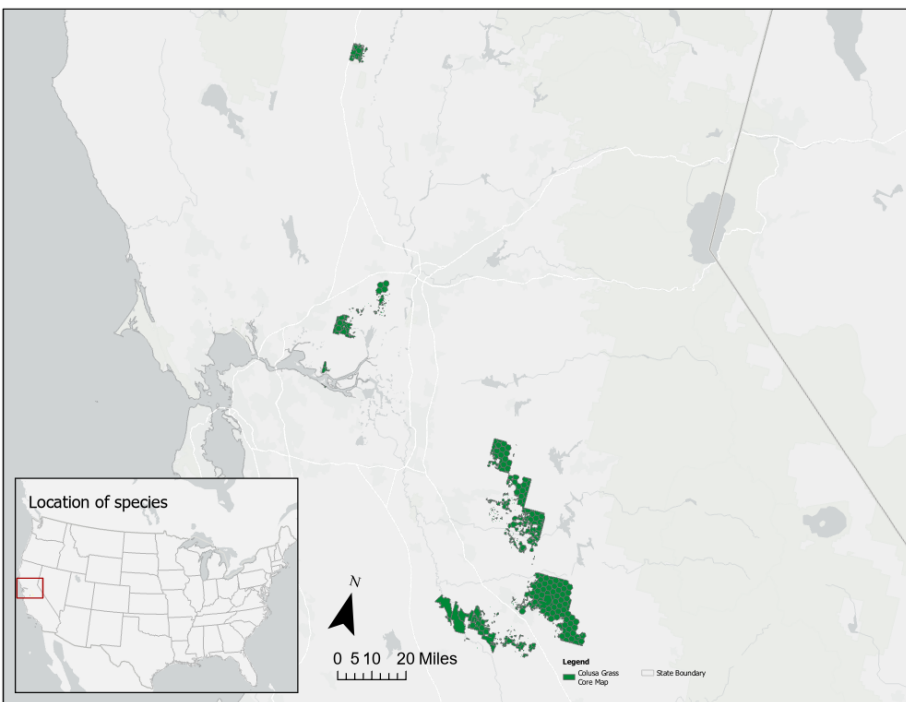 Location of species
N
0 5 10 20 Miles
Legend
Colusa Grass
Core Map
State Boundary